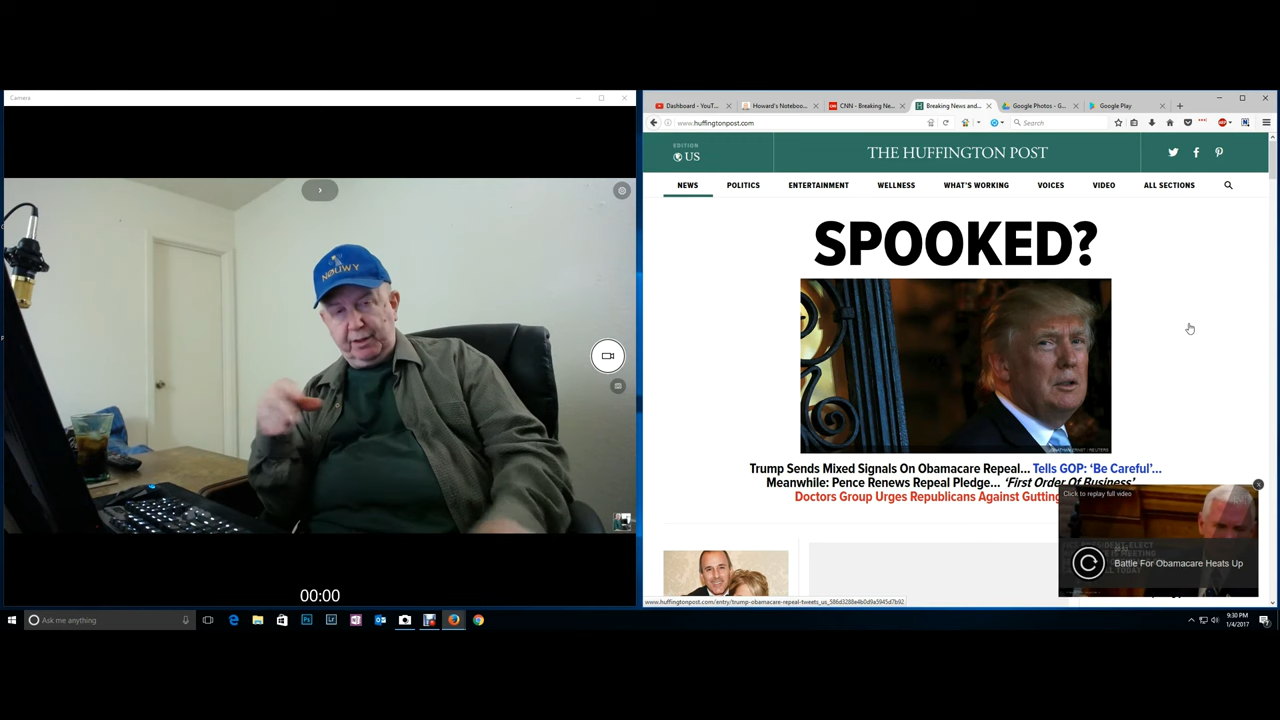 Camera
NØUWY
00:00
Dashboard - YouT...
Howard's Noteboo...
CNN - Breaking Ne...
Breaking News and...
Google Photos - G...
Google Play
www.huffingtonpost.com
Search
EDITION
US
THE HUFFINGTON POST
NEWS
POLITICS
ENTERTAINMENT
WELLNESS
WHAT'S WORKING
VOICES
VIDEO
ALL SECTIONS
SPOOKED?
Trump Sends Mixed Signals On Obamacare Repeal... Tells GOP: 'Be Careful'...
Meanwhile: Pence Renews Repeal Pledge... 'First Order Of Business'
Doctors Group Urges Republicans Against Gutting
Click to replay full video
Battle For Obamacare Heats Up
Ask me anything
9:30 PM
1/4/2017